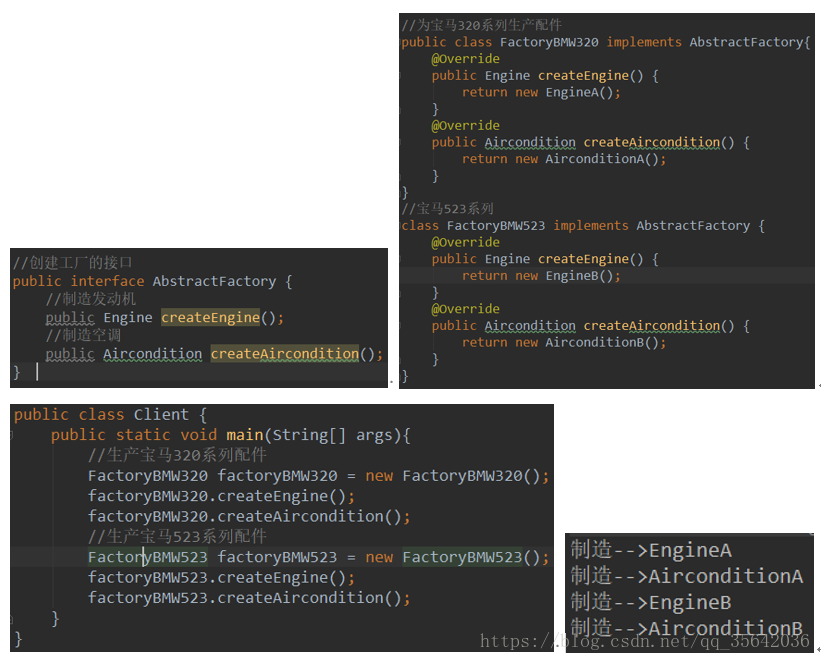 //创建工厂的接口
public interface AbstractFactory {
//制造发动机
public Engine createEngine();
//制造空调
public Aircondition createAircondition();
}
//为宝马320系列生产配件
public class FactoryBMW320 implements AbstractFactory{
@Override
public Engine createEngine() {
return new EngineA();
}
@Override
public Aircondition createAircondition() {
return new AirconditionA();
}
}
//宝马523系列
class FactoryBMW523 implements AbstractFactory {
@Override
public Engine createEngine() {
return new EngineB();
}
@Override
public Aircondition createAircondition() {
return new AirconditionB();
}
}
public class Client {
public static void main(String[] args){
//生产宝马320系列配件
FactoryBMW320 factoryBMW320 = new FactoryBMW320();
factoryBMW320.createEngine();
factoryBMW320.createAircondition();
//生产宝马523系列配件
FactoryBMW523 factoryBMW523 = new FactoryBMW523();
factoryBMW523.createEngine();
factoryBMW523.createAircondition();
}
}
制造-->EngineA
制造-->AirconditionA
制造-->EngineB
制造-->AirconditionB
https://blog.csdn.net/qq_35642036